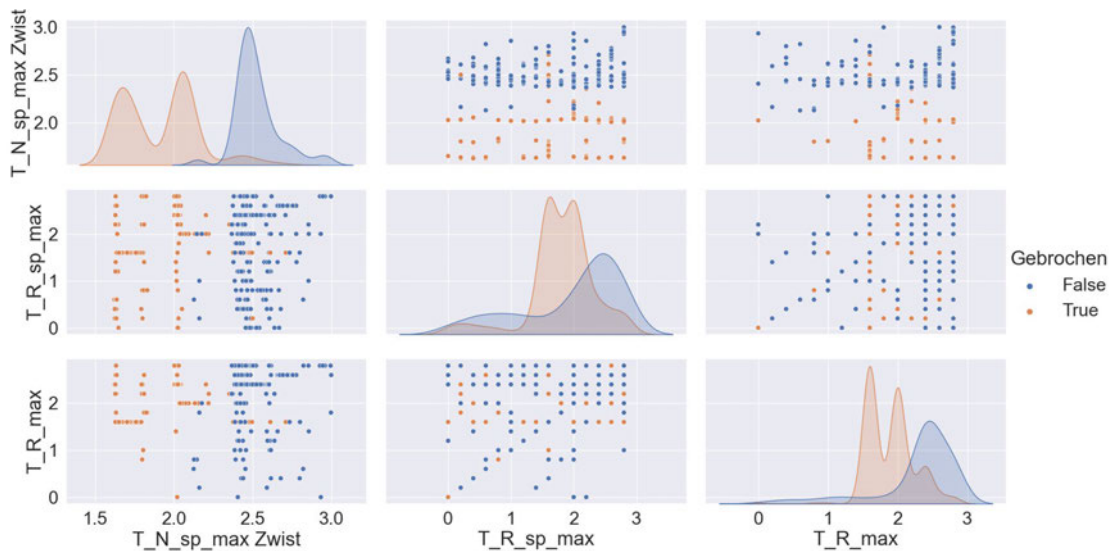 T_N_sp_max Zwist
3.0
2.5
2.0
T_R_sp_max
2
1
0
Gebrochen
False
True
T_R_max
2
1
0
1.5 2.0 2.5 3.0
0 1 2 3
0 1 2 3
T_N_sp_max Zwist
T_R_sp_max
T_R_max